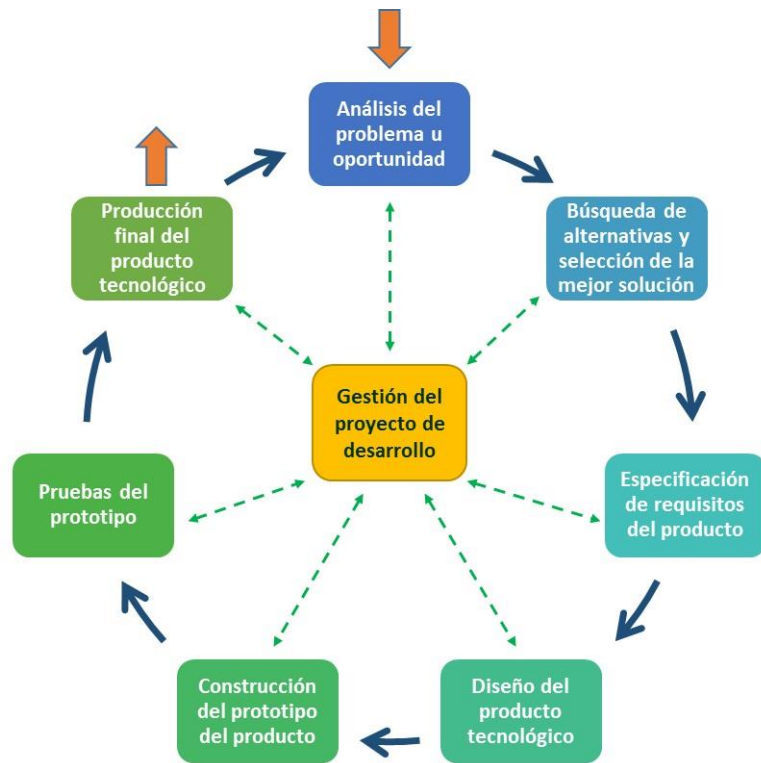 Análisis del
problema u
oportunidad
Búsqueda de
alternativas y
selección de la
mejor solución
Especificación
de requisitos
del producto
Diseño del
producto
tecnológico
Construcción
del prototipo
del producto
Pruebas del
prototipo
Producción
final del
producto
tecnológico
Gestión del
proyecto de
desarrollo